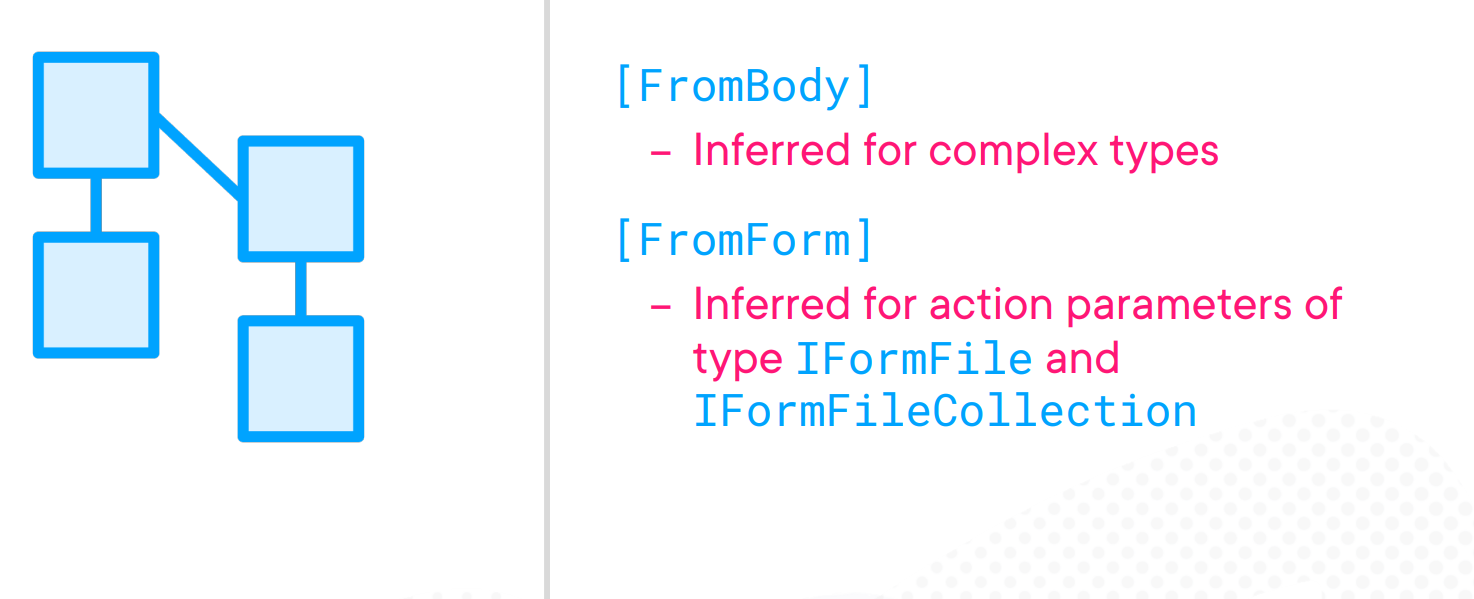 [FromBody]
– Inferred for complex types
[FromForm]
– Inferred for action parameters of
type IFormFile and
IFormFileCollection